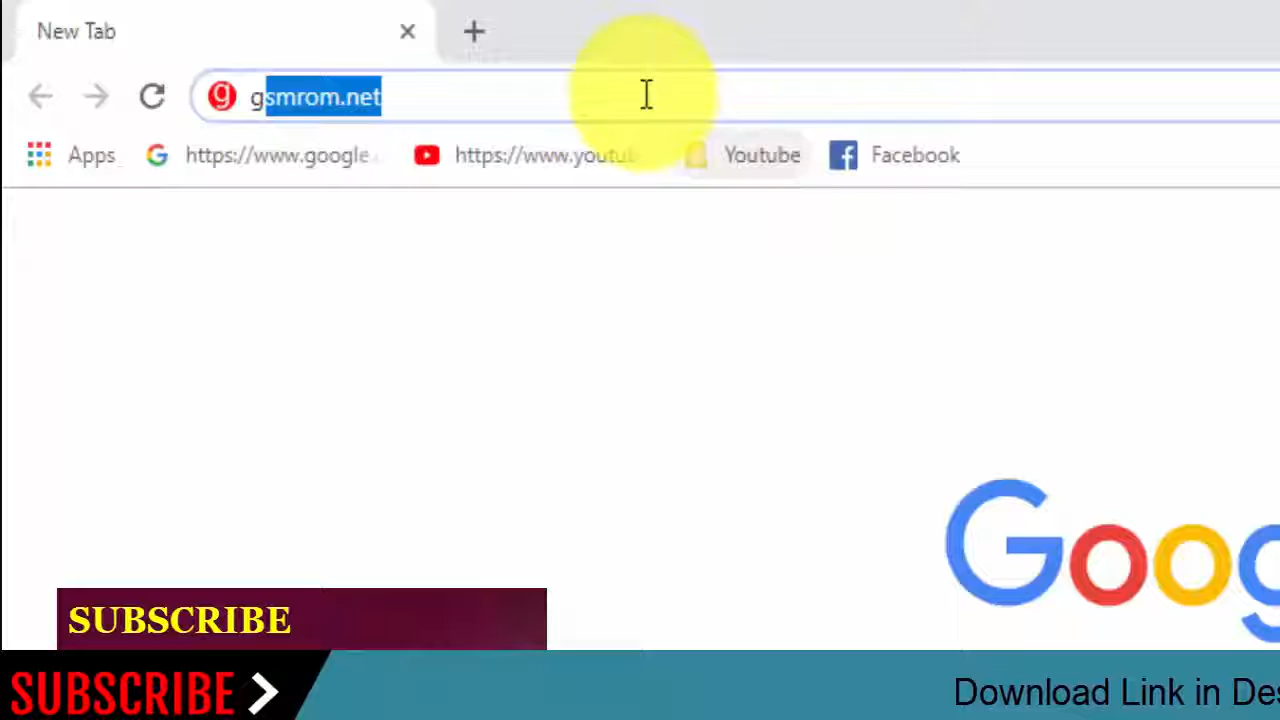 New Tab
gsmrom.net
Apps https://www.google. https://www.youtub Youtube Facebook
Goog
SUBSCRIBE
SUBSCRIBE
Download Link in Des